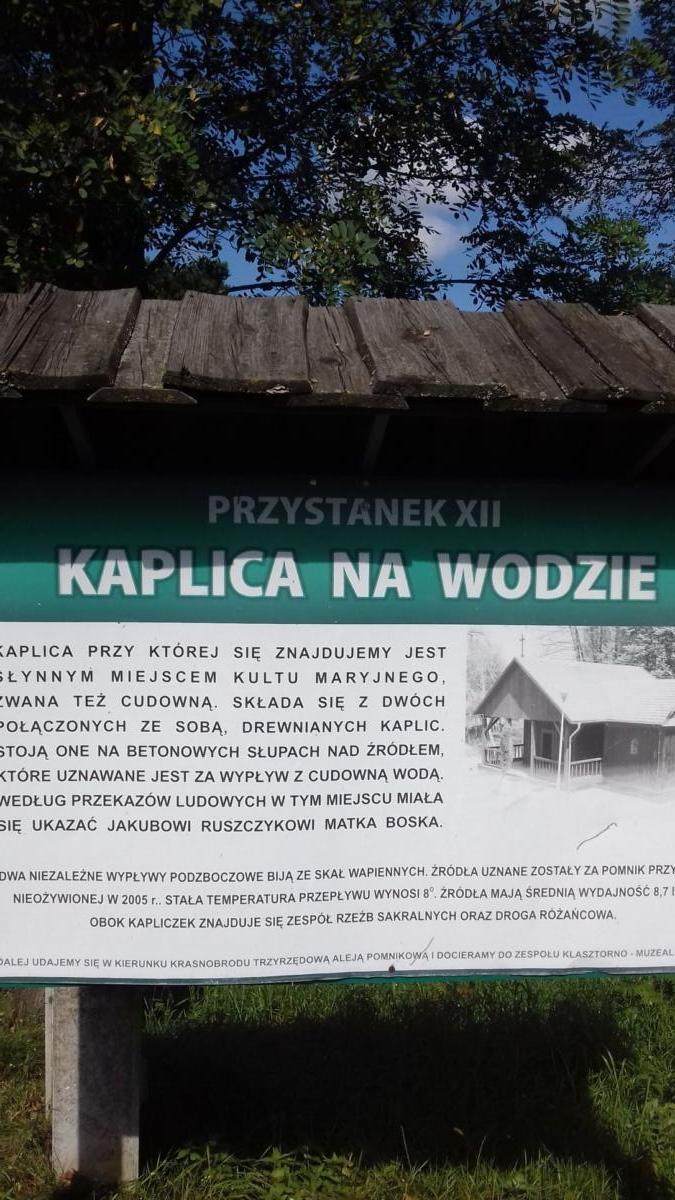 PRZYSTANEK XII
KAPLICA NA WODZIE
KAPLICA PRZY KTÓREJ SIĘ ZNAJDUJEMY JEST
SŁYNNYM MIEJSCEM KULTU MARYJNEGO,
ZWANA TEŻ CUDOWNĄ. SKŁADA SIĘ Z DWÓCH
POŁĄCZONYCH ZE SOBĄ, DREWNIANYCH KAPLIC.
STOJĄ ONE NA BETONOWYCH SŁUPACH NAD ŹRÓDŁEM,
KTÓRE UZNAWANE JEST ZA WYPŁYW Z CUDOWNĄ WODĄ.
WEDŁUG PRZEKAZÓW LUDOWYCH W TYM MIEJSCU MIAŁA
SIĘ UKAZAĆ JAKUBOWI RUSZCZYKOWI MATKA BOSKA.
DWA NIEZALEŻNE WYPŁYWY PODZBOCZOWE BIJĄ ZE SKAŁ WAPIENNYCH. ŹRÓDŁA UZNANE ZOSTAŁY ZA POMNIK PRZY
NIEOŻYWIONEJ W 2005 r.. STAŁA TEMPERATURA PRZEPŁYWU WYNOSI 8°. ŹRÓDŁA MAJĄ ŚREDNIĄ WYDAJNOŚĆ 8,7 l
OBOK KAPLICZEK ZNAJDUJE SIĘ ZESPÓŁ RZEŹB SAKRALNYCH ORAZ DROGA RÓŻAŃCOWA.
DALEJ UDAJEMY SIĘ W KIERUNKU KRASNOBRODU TRZYRZĘDOWĄ ALEJĄ POMNIKOWĄ I DOCIERAMY DO ZESPOŁU KLASZTORNO - MUZEAL